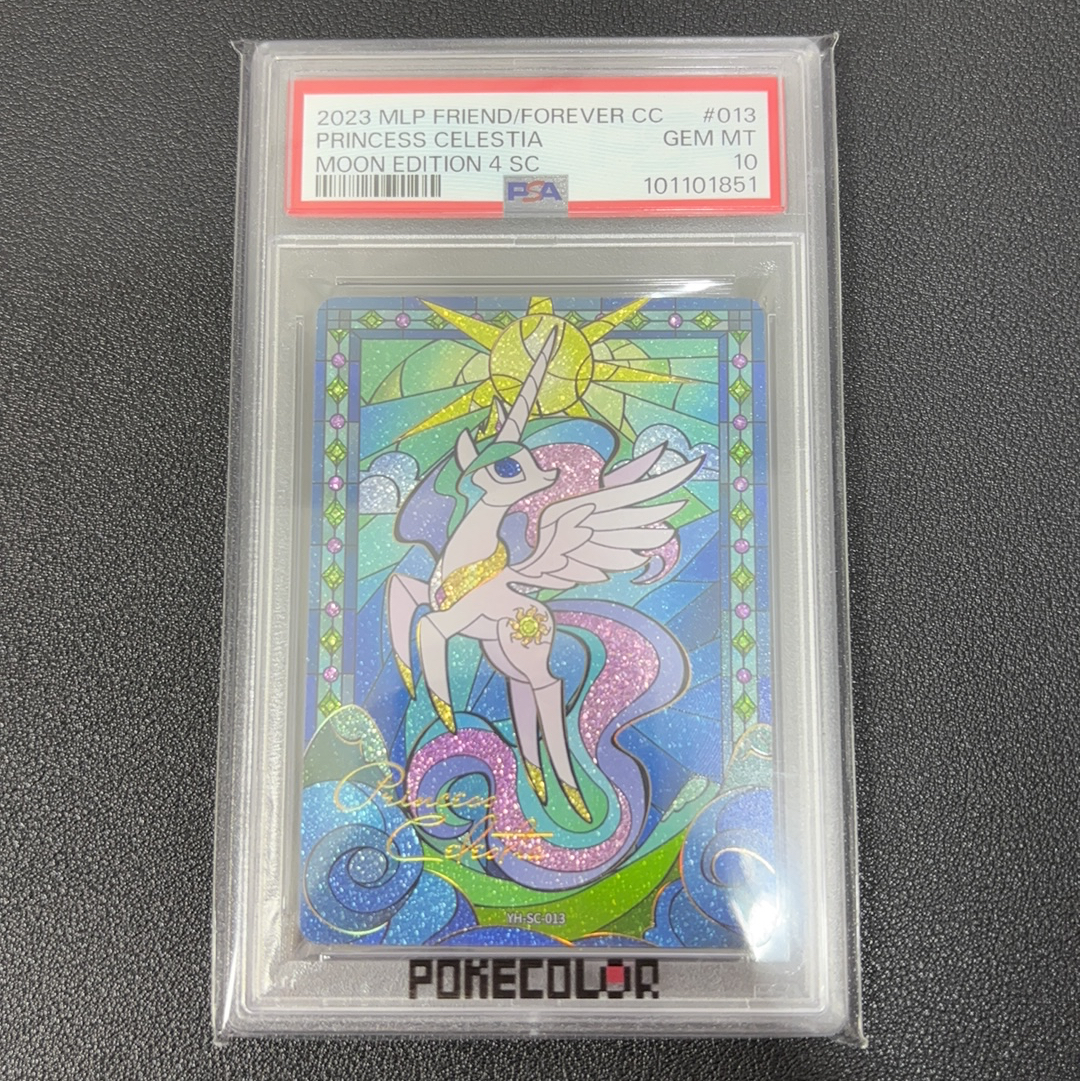 2023 MLP FRIEND/FOREVER CC #013
PRINCESS CELESTIA GEM MT
MOON EDITION 4 SC 10
PSA 101101851
Princess
Celestia
YH-SC-013
POKECOLOR